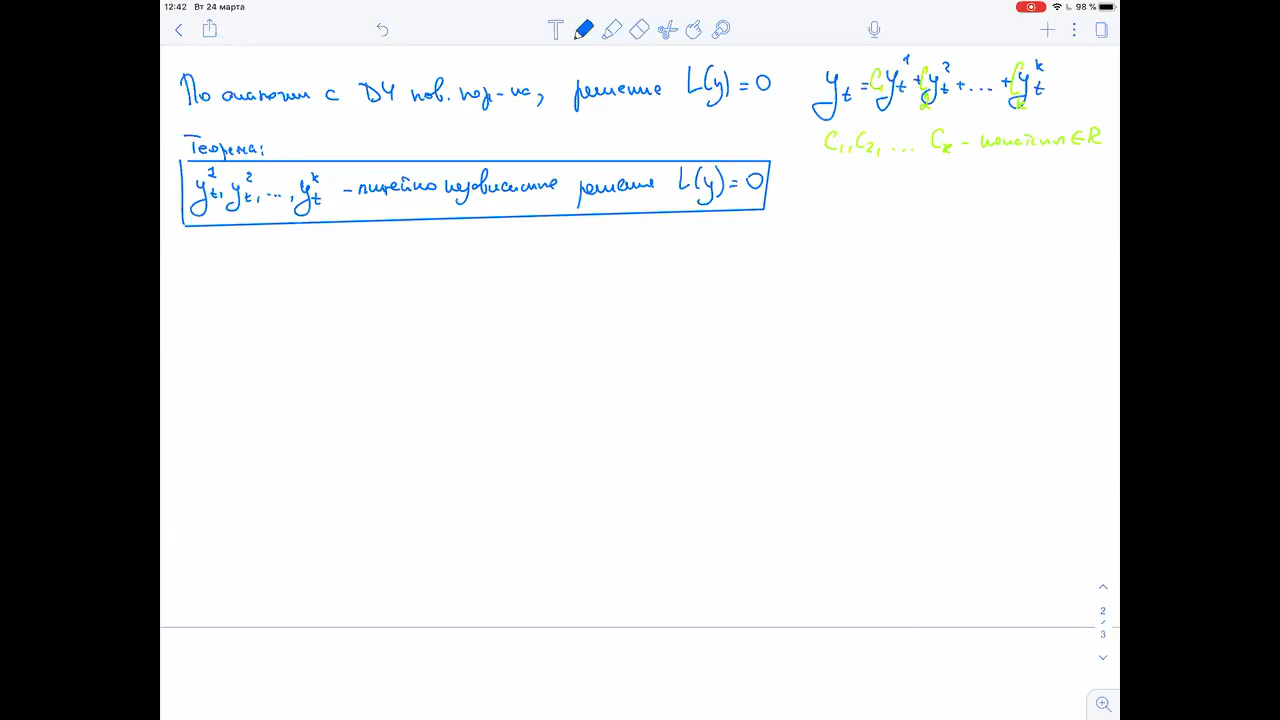 12:42 Вт 24 марта
98 %
По аналогии с ДУ пов. пор-ка, решение L(y) = 0 y_t = C_1 y_t^1 + C_2 y_t^2 + ... + C_k y_t^k
C_1, C_2, ... C_k - константы ∈ R
Теорема:
y_t^1, y_t^2, ..., y_t^k - линейно независимые решения L(y) = 0
2
3